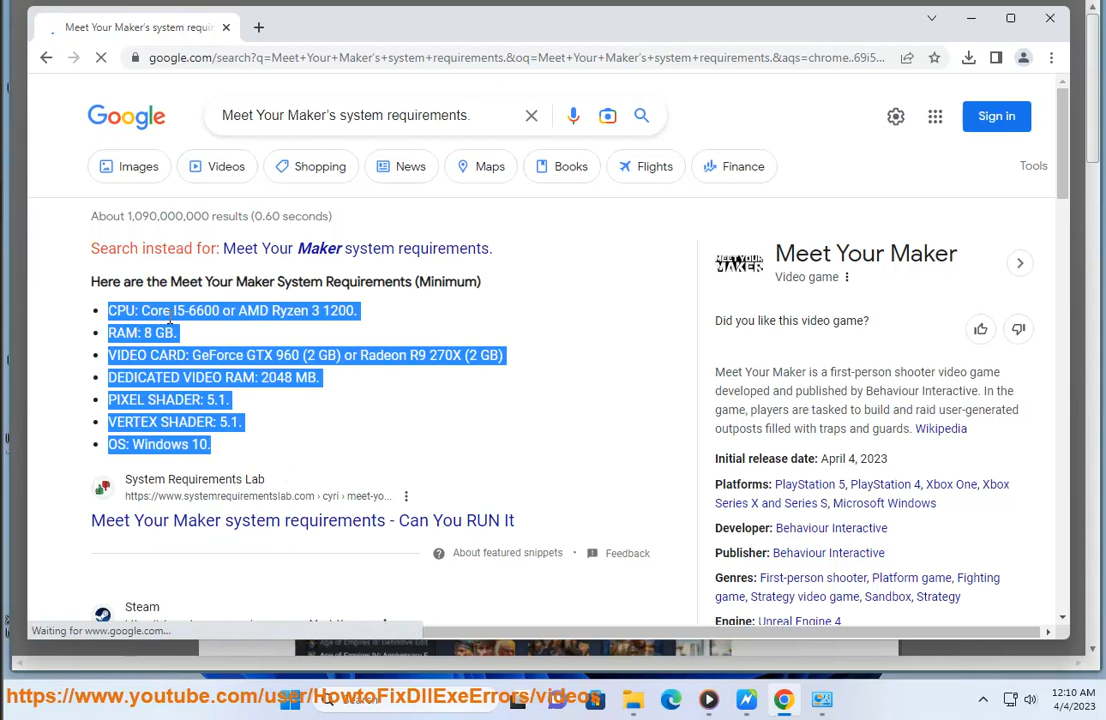 Meet Your Maker's system requi
google.com/search?q=Meet+Your+Maker's+system+requirements.&oq=Meet+Your+Maker's+system+requirements.&aqs=chrome..69i5...
Google
Meet Your Maker's system requirements.
Sign in
Images
Videos
Shopping
News
Maps
Books
Flights
Finance
Tools
About 1,090,000,000 results (0.60 seconds)
Search instead for: Meet Your Maker system requirements.
Here are the Meet Your Maker System Requirements (Minimum)
• CPU: Core I5-6600 or AMD Ryzen 3 1200.
• RAM: 8 GB.
• VIDEO CARD: GeForce GTX 960 (2 GB) or Radeon R9 270X (2 GB)
• DEDICATED VIDEO RAM: 2048 MB.
• PIXEL SHADER: 5.1.
• VERTEX SHADER: 5.1.
• OS: Windows 10.
System Requirements Lab
https://www.systemrequirementslab.com › cyri › meet-yo...
Meet Your Maker system requirements - Can You RUN It
About featured snippets
•
Feedback
Steam
MEET YOUR MAKER
Meet Your Maker
Video game
Did you like this video game?
Meet Your Maker is a first-person shooter video game
developed and published by Behaviour Interactive. In the
game, players are tasked to build and raid user-generated
outposts filled with traps and guards. Wikipedia
Initial release date: April 4, 2023
Platforms: PlayStation 5, PlayStation 4, Xbox One, Xbox
Series X and Series S, Microsoft Windows
Developer: Behaviour Interactive
Publisher: Behaviour Interactive
Genres: First-person shooter, Platform game, Fighting
game, Strategy video game, Sandbox, Strategy
Engine: Unreal Engine 4
Waiting for www.google.com...
Age of Empires II: Definitive Edit
https://www.youtube.com/user/HowtoFixDllExeErrors/videos
Search
12:10 AM
4/4/2023